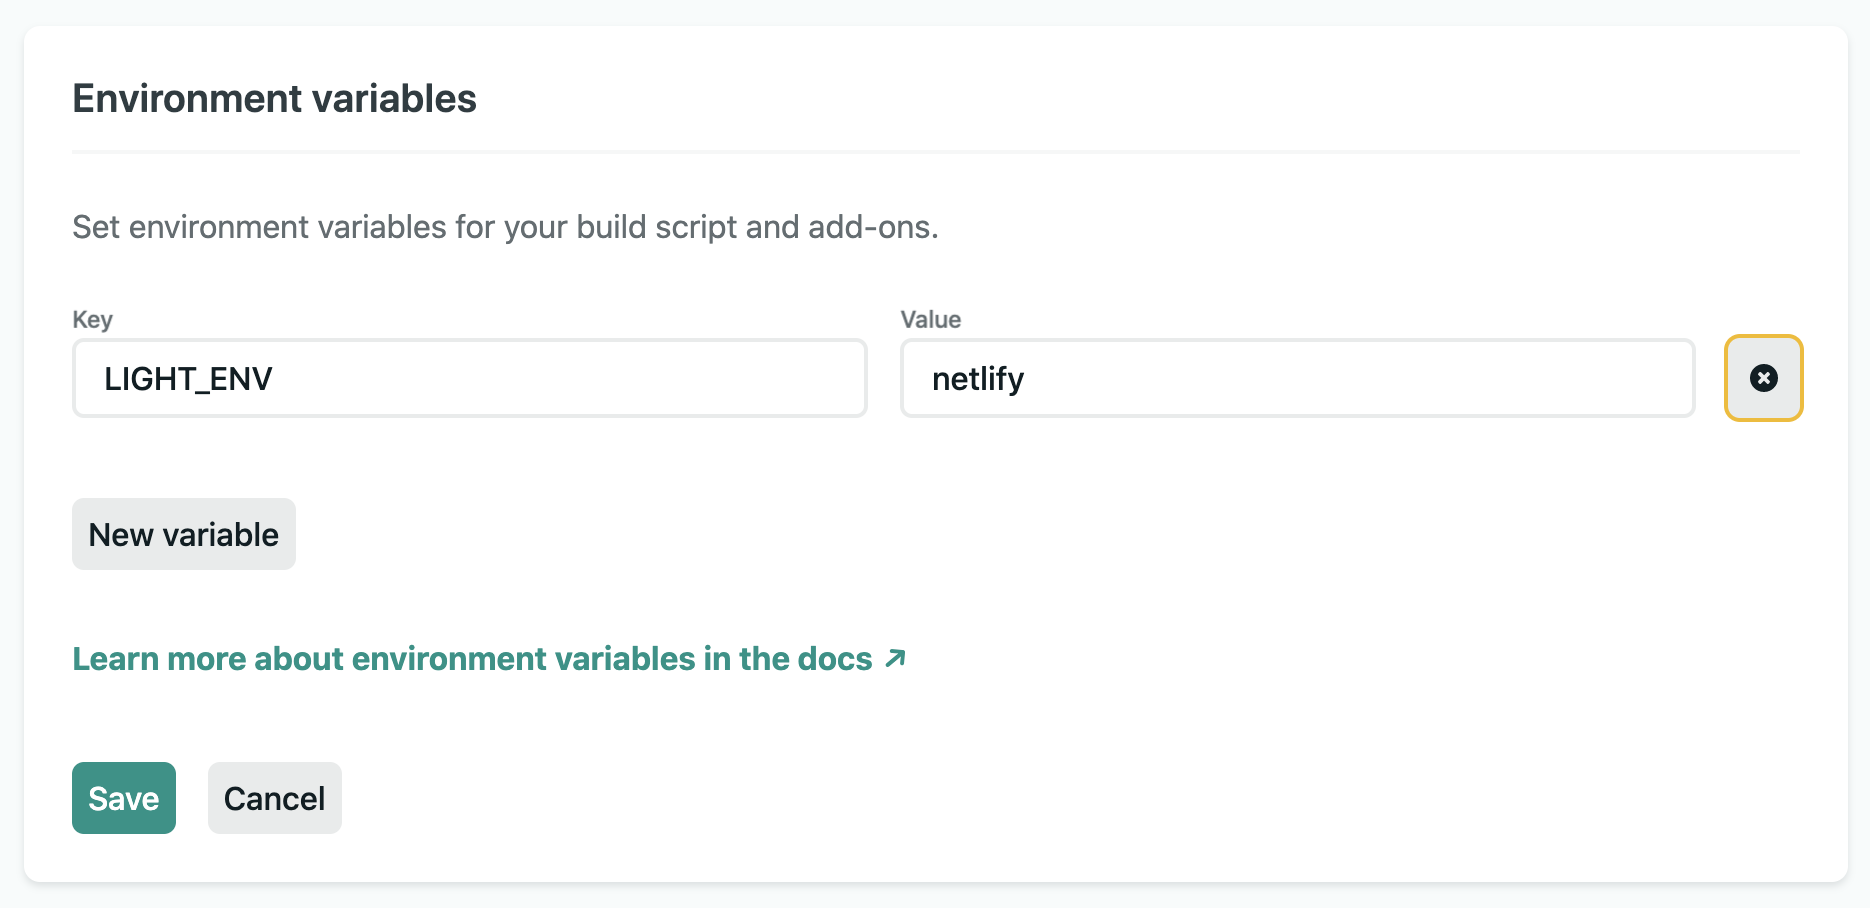 Environment variables
Set environment variables for your build script and add-ons.
Key
Value
LIGHT_ENV
netlify
New variable
Learn more about environment variables in the docs ↗
Save
Cancel